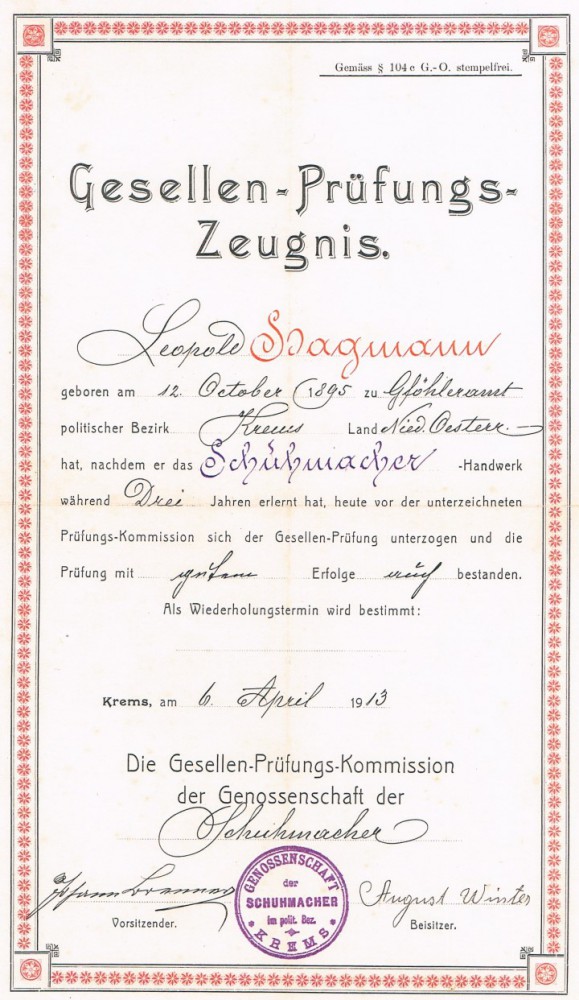 Gemäss § 104 e G.-O. stempelfrei.
Gesellen-Prüfungs-
Zeugnis.
Leopold Hagmann
geboren am 12. October 1895 zu Gföhleramt
politischer Bezirk Krems Land Nied. Oesterr.
hat, nachdem er das Schuhmacher -Handwerk
während Drei Jahren erlernt hat, heute vor der unterzeichneten
Prüfungs-Kommission sich der Gesellen-Prüfung unterzogen und die
Prüfung mit gutem Erfolge auch bestanden.
Als Wiederholungstermin wird bestimmt:
Krems, am 6. April 1913
Die Gesellen-Prüfungs-Kommission
der Genossenschaft der
Schuhmacher
Johann Brenner
Vorsitzender.
GENOSSENSCHAFT
der
SCHUHMACHER
im polit. Bez.
KREMS
August Winter
Beisitzer.